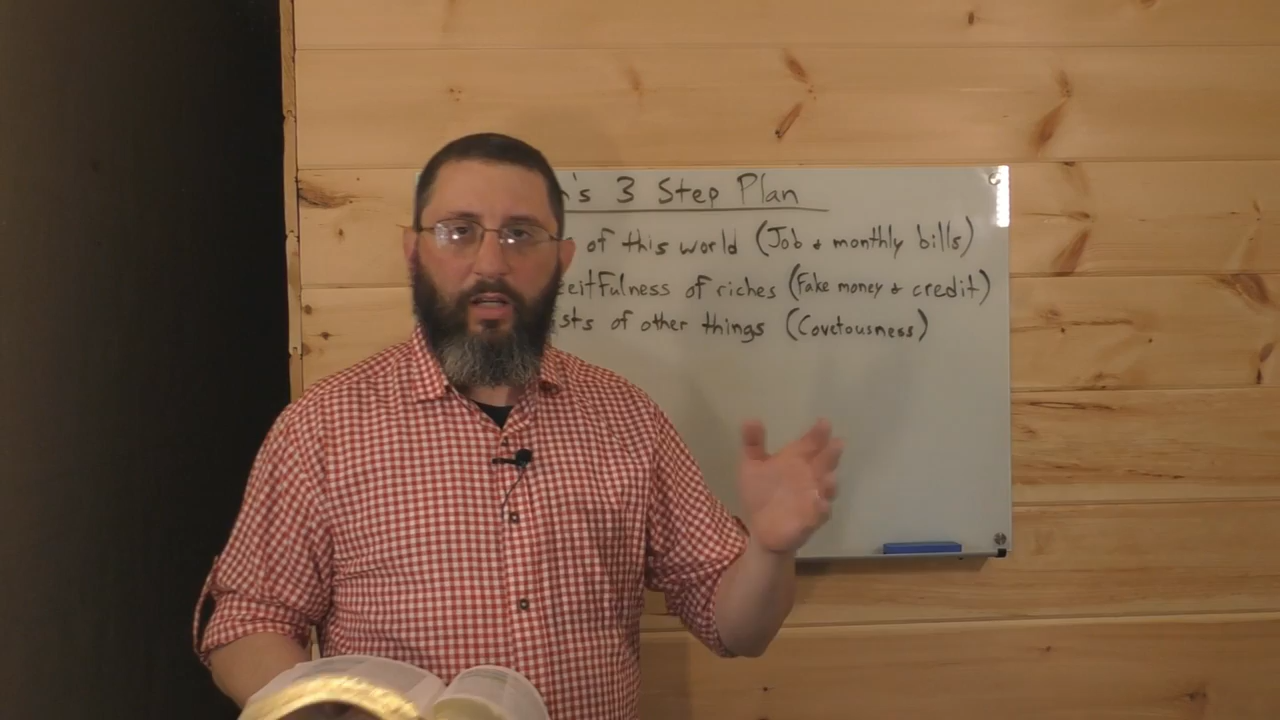 's 3 Step Plan
of this world (Job & monthly bills)
eitfulness of riches (Fake money & credit)
sts of other things (Covetousness)